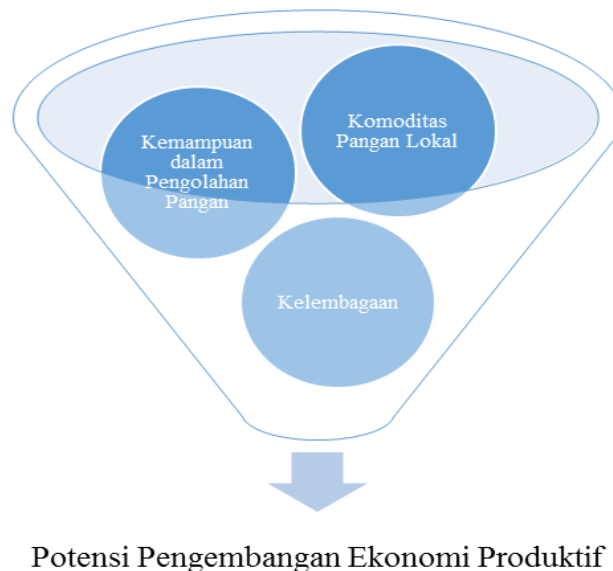 Kemampuan
dalam
Pengolahan
Pangan
Komoditas
Pangan Lokal
Kelembagaan
Potensi Pengembangan Ekonomi Produktif